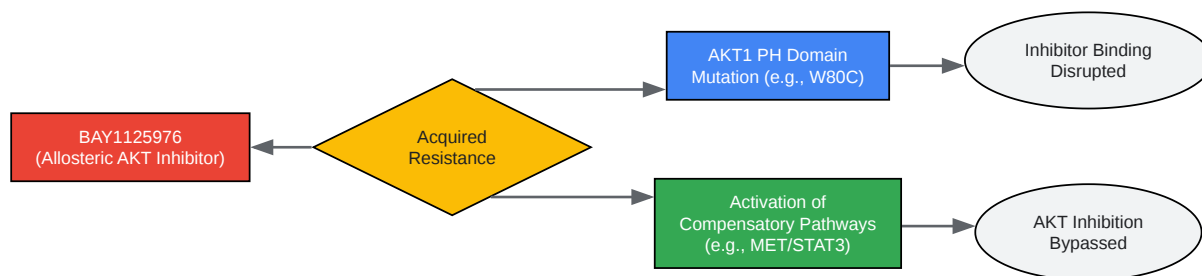 BAY1125976
(Allosteric AKT Inhibitor)
Acquired
Resistance
AKT1 PH Domain
Mutation (e.g., W80C)
Inhibitor Binding
Disrupted
Activation of
Compensatory Pathways
(e.g., MET/STAT3)
AKT Inhibition
Bypassed